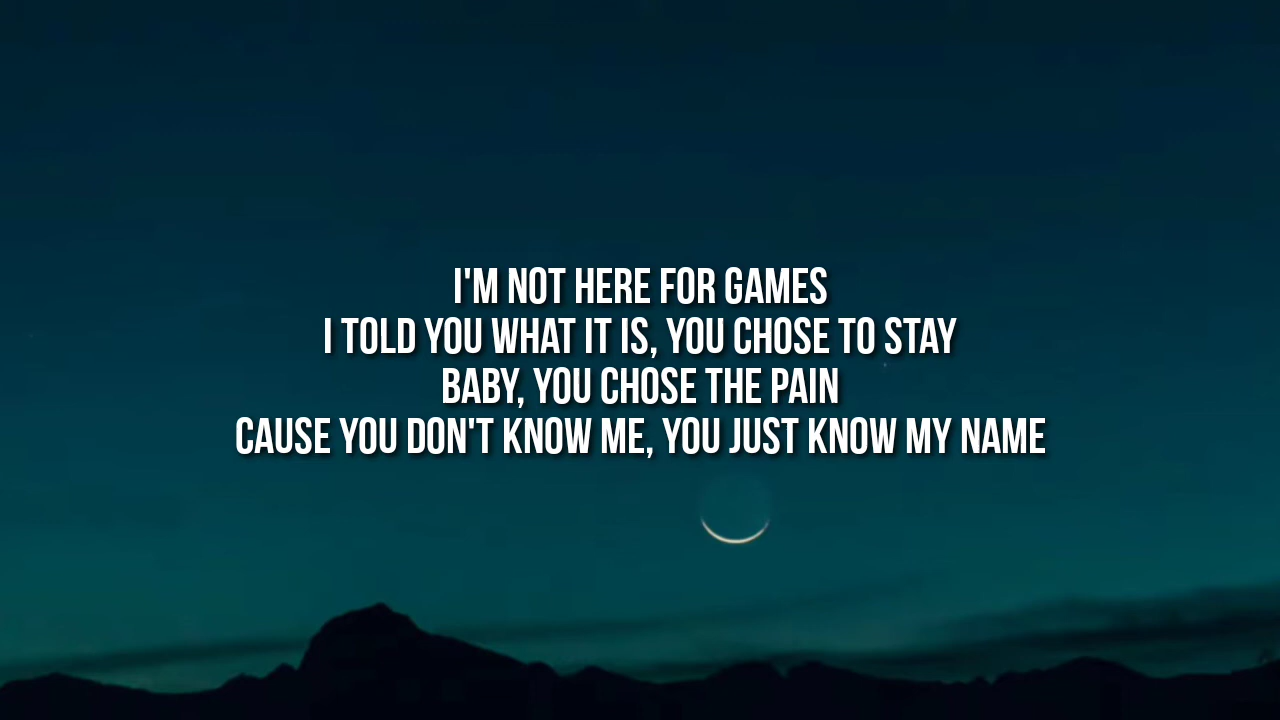 I'M NOT HERE FOR GAMES
I TOLD YOU WHAT IT IS, YOU CHOSE TO STAY
BABY, YOU CHOSE THE PAIN
CAUSE YOU DON'T KNOW ME, YOU JUST KNOW MY NAME